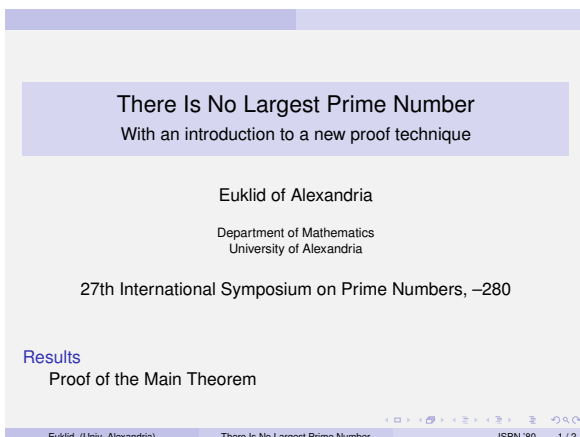 There Is No Largest Prime Number
With an introduction to a new proof technique
Euklid of Alexandria
Department of Mathematics
University of Alexandria
27th International Symposium on Prime Numbers, –280
Results
Proof of the Main Theorem
Euklid (Univ. Alexandria) There Is No Largest Prime Number ISPN '80 1 / 2